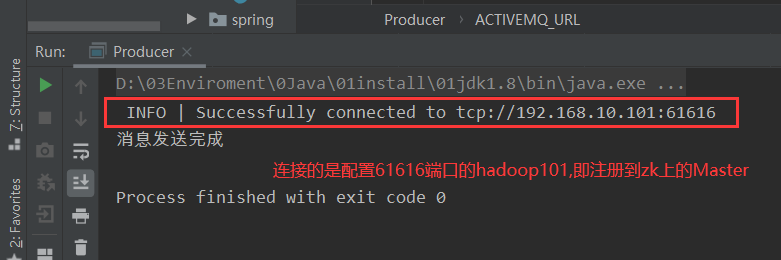 spring
Producer › ACTIVEMQ_URL
Run: Producer ×
D:\03Enviroment\0Java\01install\01jdk1.8\bin\java.exe ...
INFO | Successfully connected to tcp://192.168.10.101:61616
消息发送完成
连接的是配置61616端口的hadoop101,即注册到zk上的Master
Process finished with exit code 0
7: Structure
2: Favorites